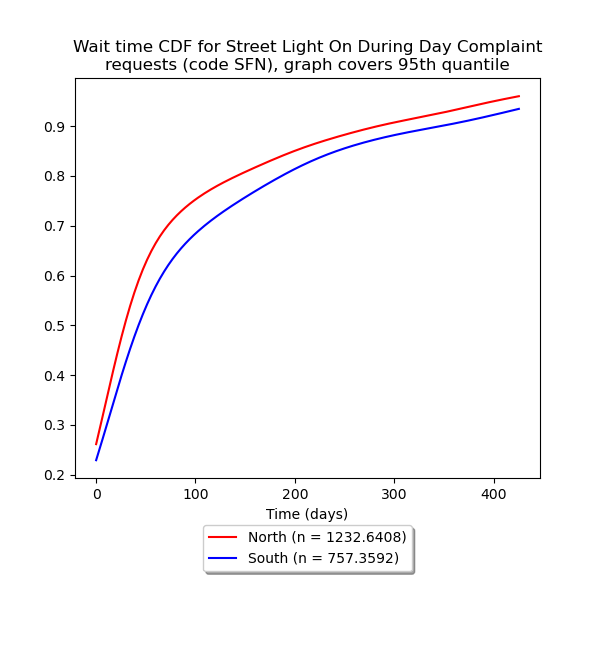 Wait time CDF for Street Light On During Day Complaint
requests (code SFN), graph covers 95th quantile
0.9
0.8
0.7
0.6
0.5
0.4
0.3
0.2
0 100 200 300 400
Time (days)
North (n = 1232.6408)
South (n = 757.3592)